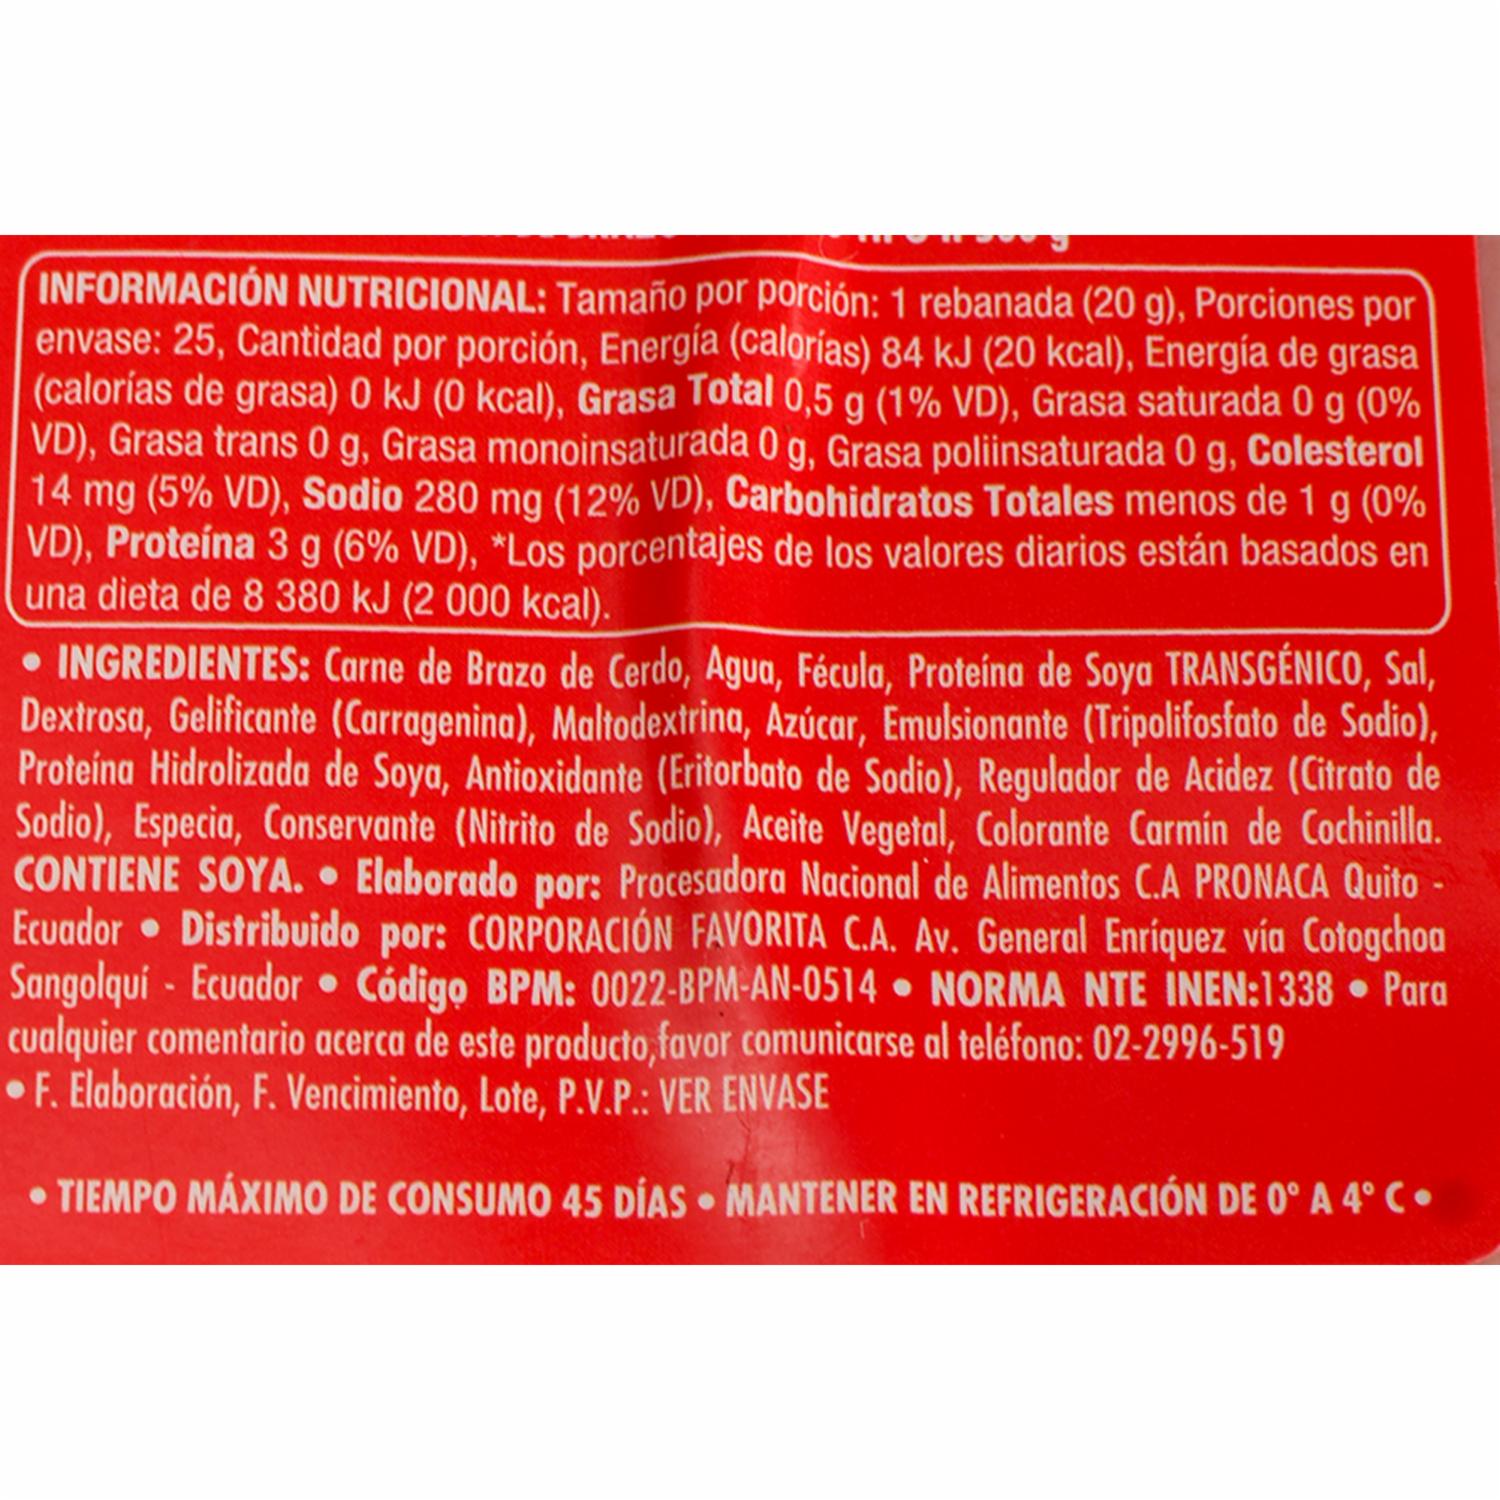 INFORMACIÓN NUTRICIONAL: Tamaño por porción: 1 rebanada (20 g), Porciones por
envase: 25, Cantidad por porción, Energía (calorías) 84 kJ (20 kcal), Energía de grasa
(calorías de grasa) 0 kJ (0 kcal), Grasa Total 0,5 g (1% VD), Grasa saturada 0 g (0%
VD), Grasa trans 0 g, Grasa monoinsaturada 0 g, Grasa poliinsaturada 0 g, Colesterol
14 mg (5% VD), Sodio 280 mg (12% VD), Carbohidratos Totales menos de 1 g (0%
VD), Proteína 3 g (6% VD), *Los porcentajes de los valores diarios están basados en
una dieta de 8 380 kJ (2 000 kcal).
• INGREDIENTES: Carne de Brazo de Cerdo, Agua, Fécula, Proteína de Soya TRANSGÉNICO, Sal,
Dextrosa, Gelificante (Carragenina), Maltodextrina, Azúcar, Emulsionante (Tripolifosfato de Sodio),
Proteína Hidrolizada de Soya, Antioxidante (Eritorbato de Sodio), Regulador de Acidez (Citrato de
Sodio), Especia, Conservante (Nitrito de Sodio), Aceite Vegetal, Colorante Carmín de Cochinilla.
CONTIENE SOYA. • Elaborado por: Procesadora Nacional de Alimentos C.A PRONACA Quito -
Ecuador • Distribuido por: CORPORACIÓN FAVORITA C.A. Av. General Enríquez vía Cotogchoa
Sangolquí - Ecuador • Código BPM: 0022-BPM-AN-0514 • NORMA NTE INEN:1338 • Para
cualquier comentario acerca de este producto,favor comunicarse al teléfono: 02-2996-519
• F. Elaboración, F. Vencimiento, Lote, P.V.P.: VER ENVASE
• TIEMPO MÁXIMO DE CONSUMO 45 DÍAS • MANTENER EN REFRIGERACIÓN DE 0° A 4° C •